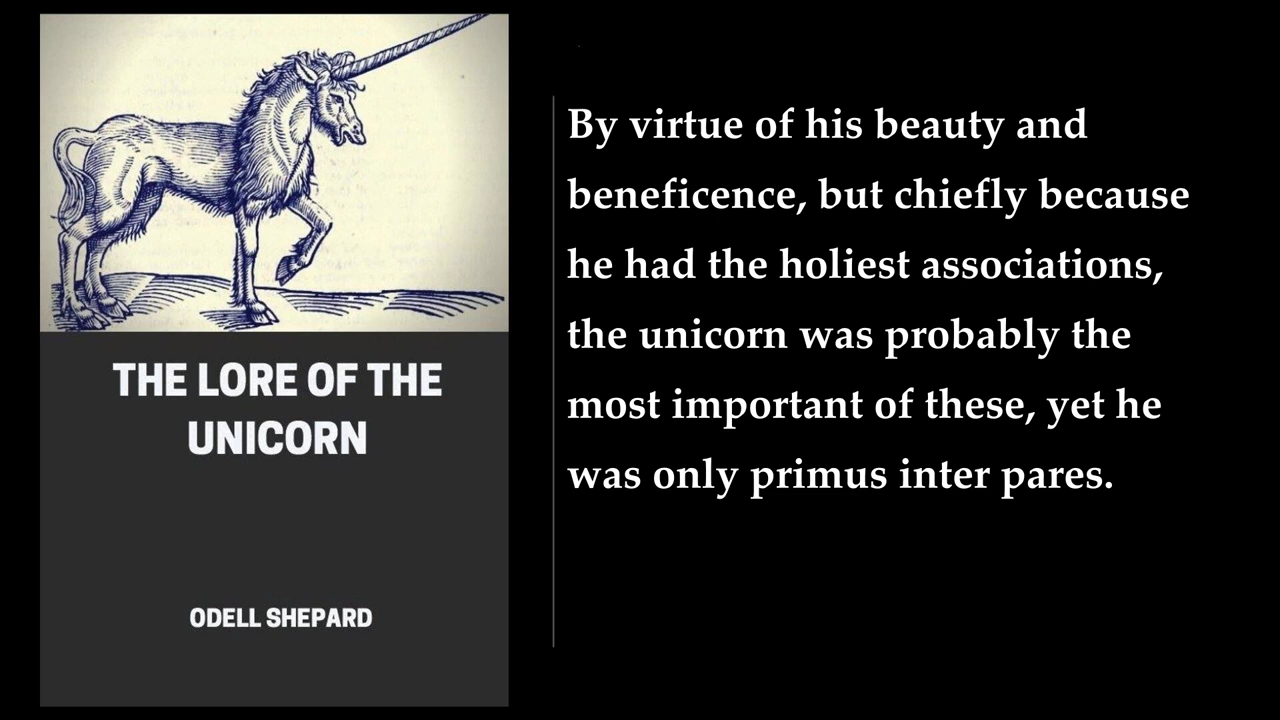 THE LORE OF THE
UNICORN
ODELL SHEPARD
By virtue of his beauty and
beneficence, but chiefly because
he had the holiest associations,
the unicorn was probably the
most important of these, yet he
was only primus inter pares.